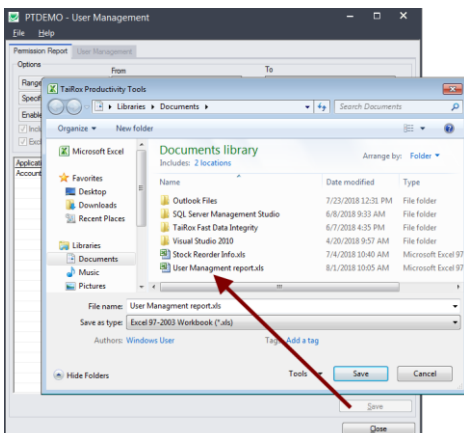 PTDEMO - User Management
File Help
Permission Report User Management
Options
From To
Range
Specif
Enable
Applicati
Account
TaiRox Productivity Tools
Libraries Documents
Search Documents
Organize New folder
Microsoft Excel
Favorites
Desktop
Downloads
Recent Places
Libraries
Documents
Music
Pictures
Documents library
Includes: 2 locations
Arrange by: Folder
Name Date modified Type
Outlook Files 7/23/2018 12:31 PM File folder
SQL Server Management Studio 6/8/2018 9:33 AM File folder
TaiRox Fast Data Integrity 6/7/2018 4:35 PM File folder
Visual Studio 2010 4/20/2018 9:57 AM File folder
Stock Reorder Info.xls 7/4/2018 10:40 AM Microsoft Excel 97
User Managment report.xls 8/1/2018 10:05 AM Microsoft Excel 97
File name: User Managment report.xls
Save as type: Excel 97-2003 Workbook (*.xls)
Authors: Windows User Tags: Add a tag
Hide Folders Tools Save Cancel
Save
Close